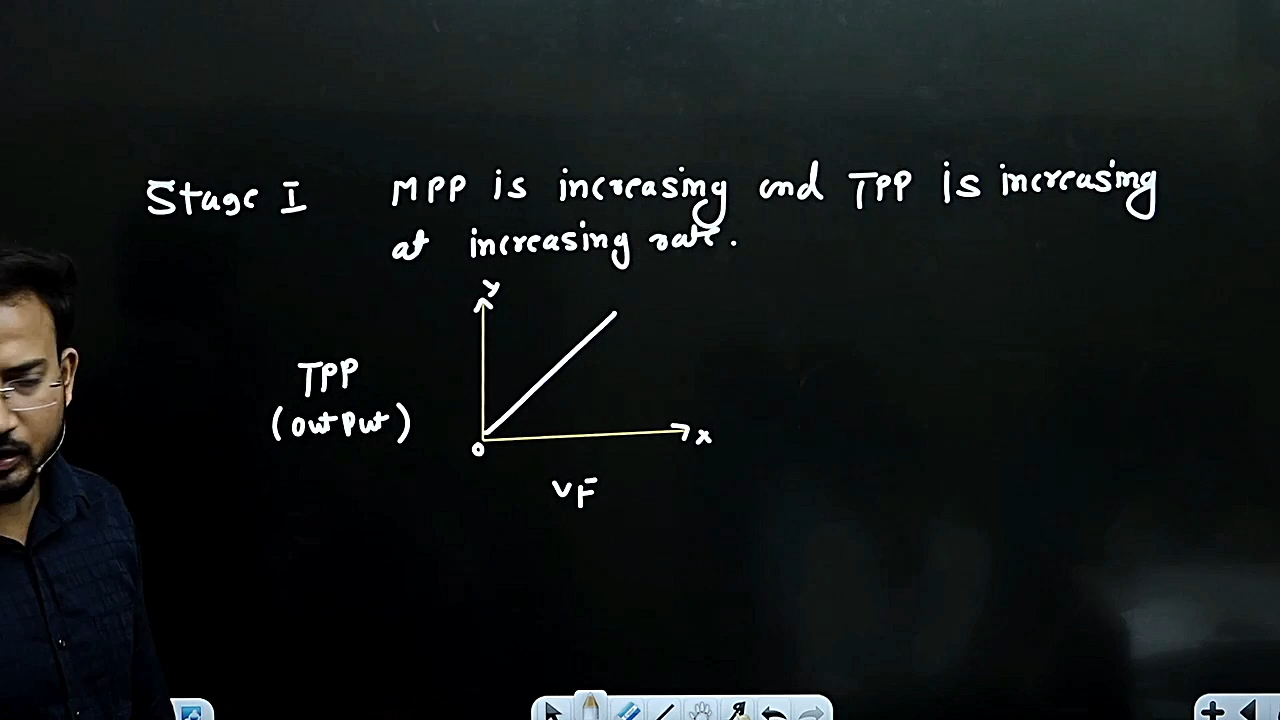 Stage I MPP is increasing and TPP is increasing
at increasing rate.
Y
TPP
(output)
O
X
VF